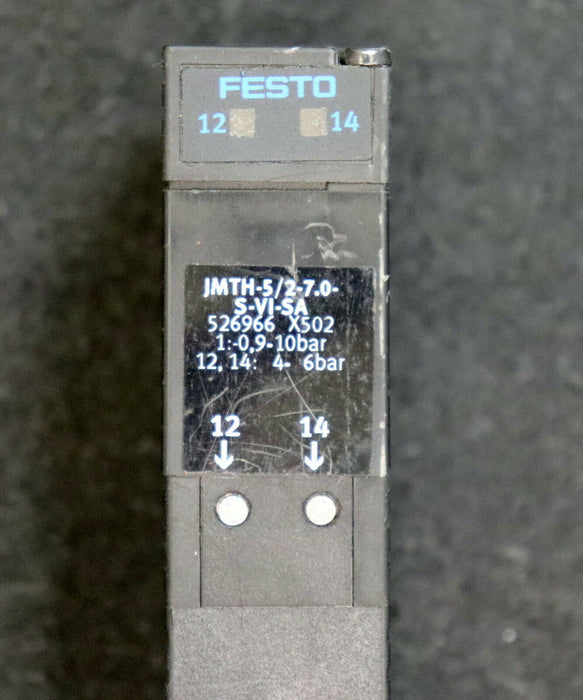 FESTO
12 14
JMTH-5/2-7.0-
S-VI-SA
526966 X502
1:-0,9-10bar
12, 14: 4- 6bar
12 14
↓ ↓